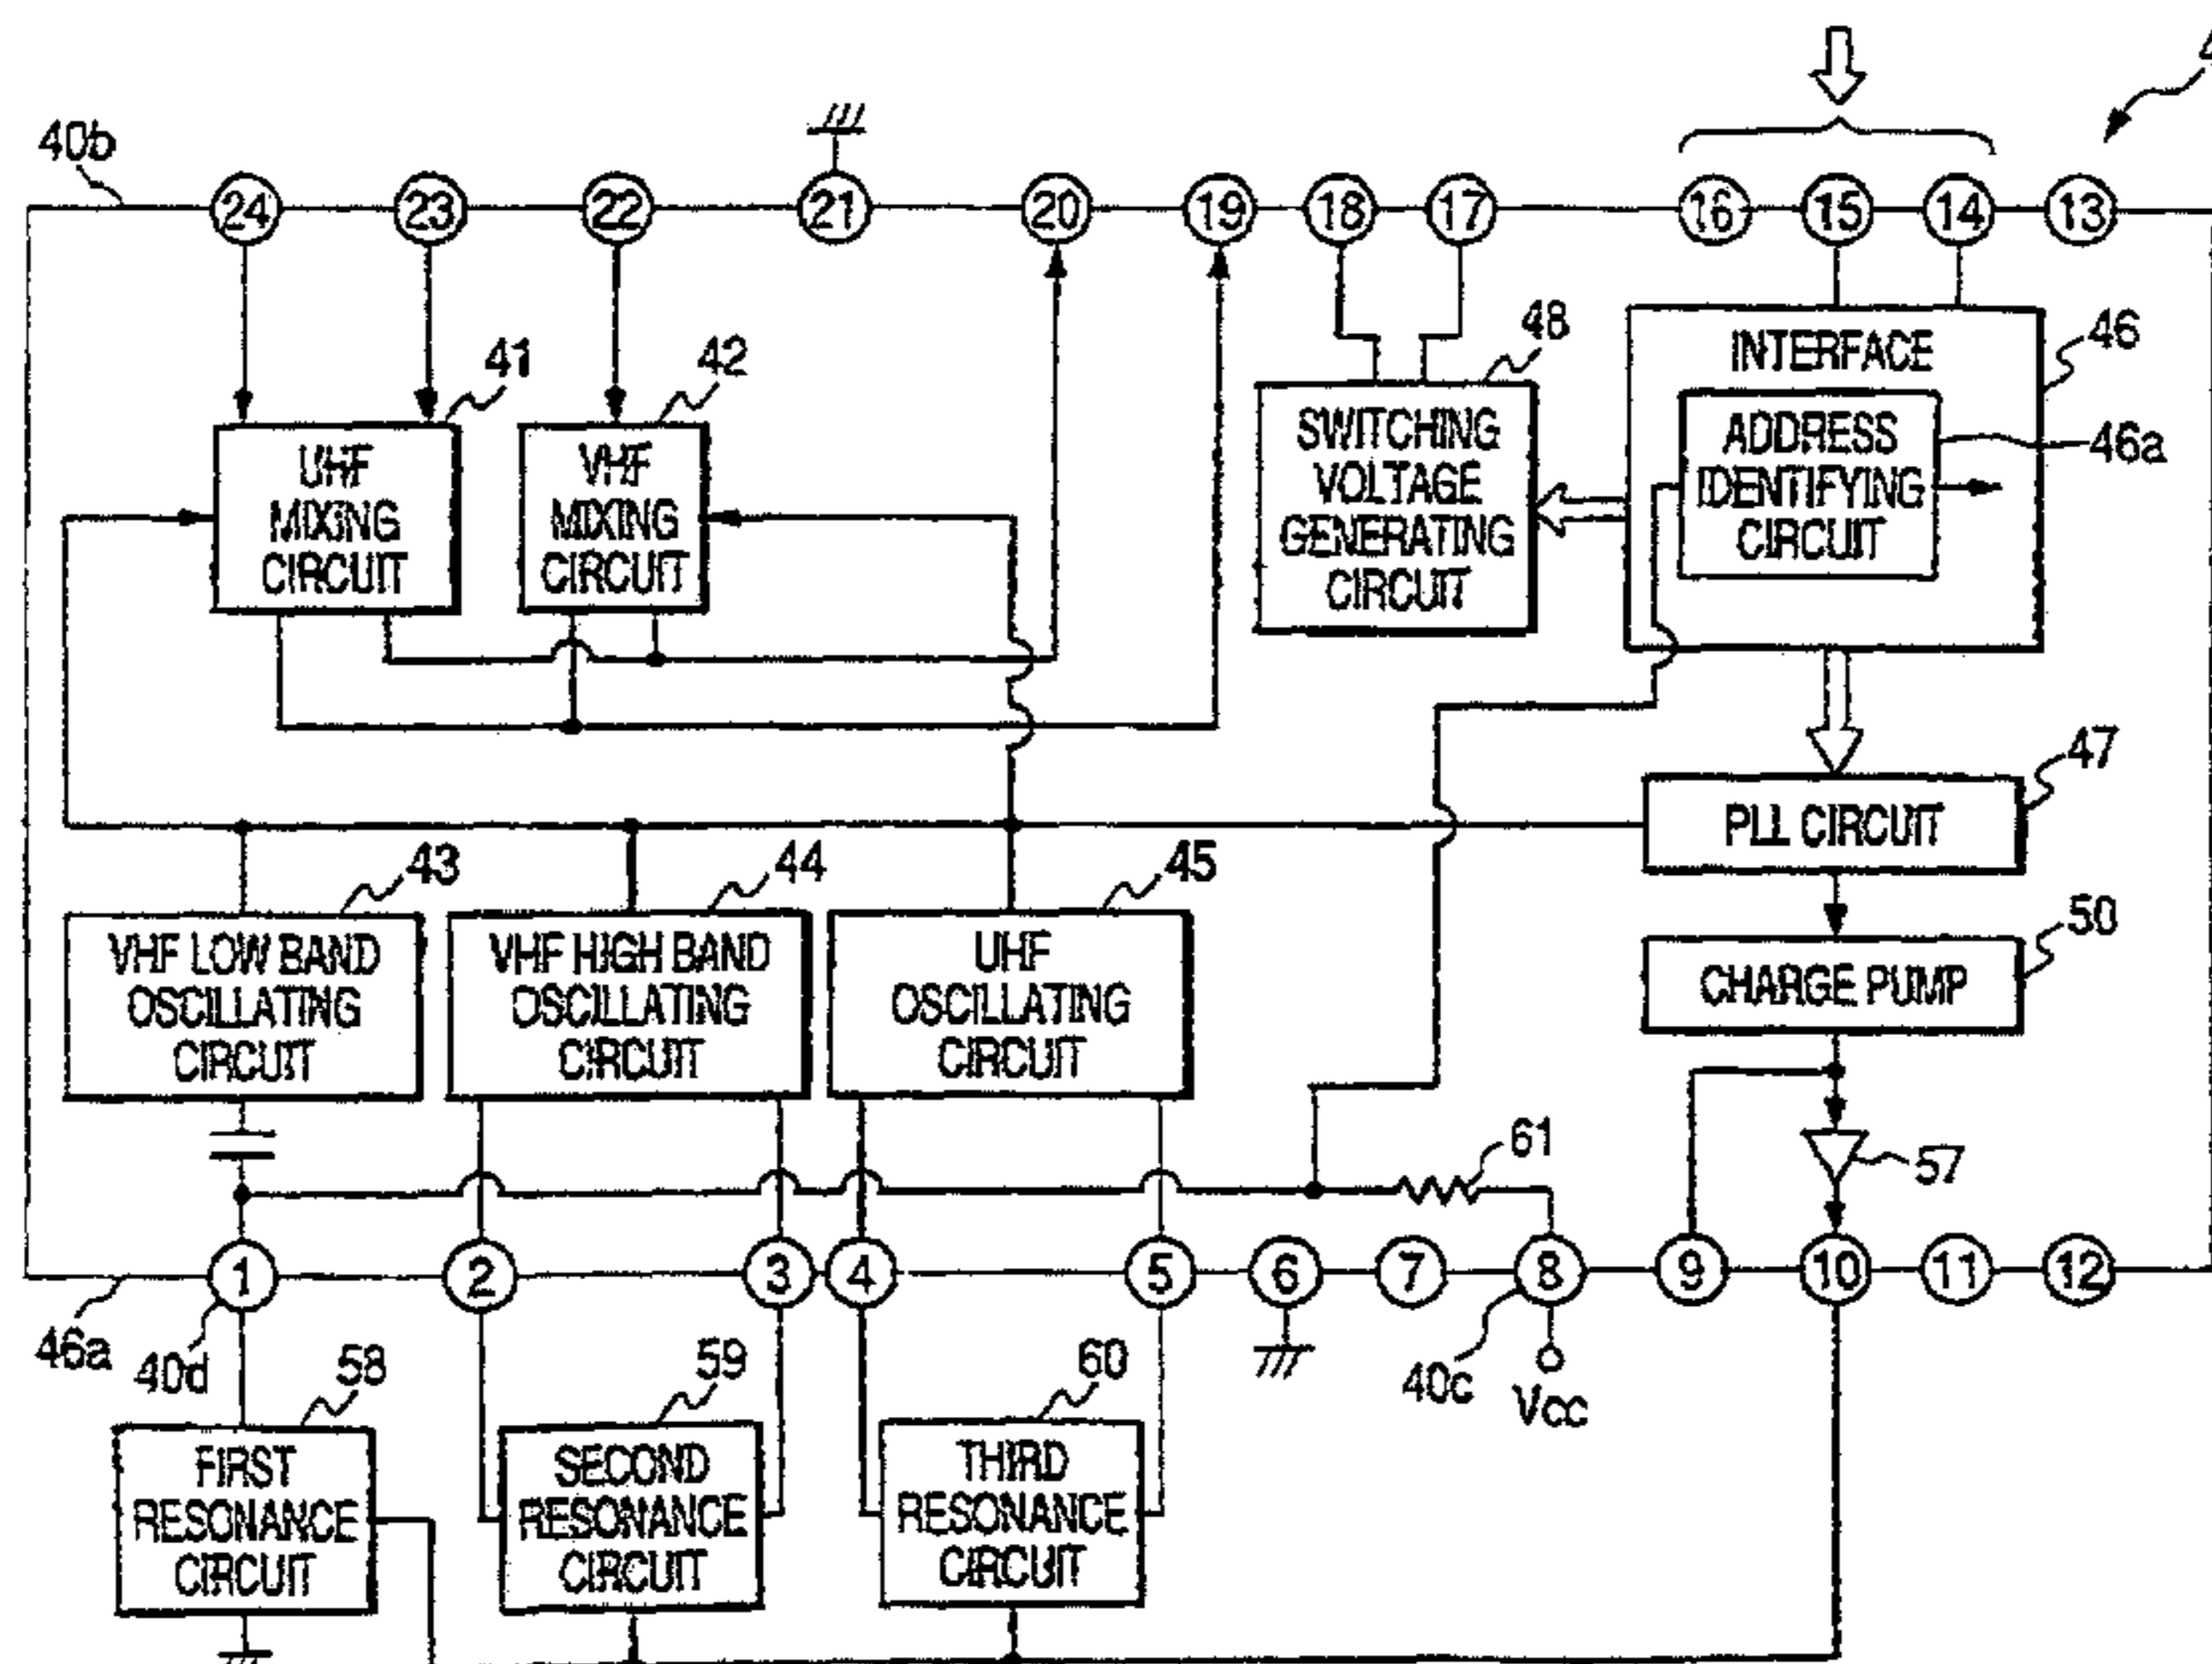 4
40b
24 23 22 21 20 19 18 17 16 15 14 13
41
42
48
46
INTERFACE
UHF
MIXING
CIRCUIT
VHF
MIXING
CIRCUIT
SWITCHING
VOLTAGE
GENERATING
CIRCUIT
ADDRESS
IDENTIFYING
CIRCUIT
46a
47
PLL CIRCUIT
43
44
45
50
VHF LOW BAND
OSCILLATING
CIRCUIT
VHF HIGH BAND
OSCILLATING
CIRCUIT
UHF
OSCILLATING
CIRCUIT
CHARGE PUMP
61
57
1 2 3 4 5 6 7 8 9 10 11 12
46a
40d
58
59
60
40c
Vcc
FIRST
RESONANCE
CIRCUIT
SECOND
RESONANCE
CIRCUIT
THIRD
RESONANCE
CIRCUIT